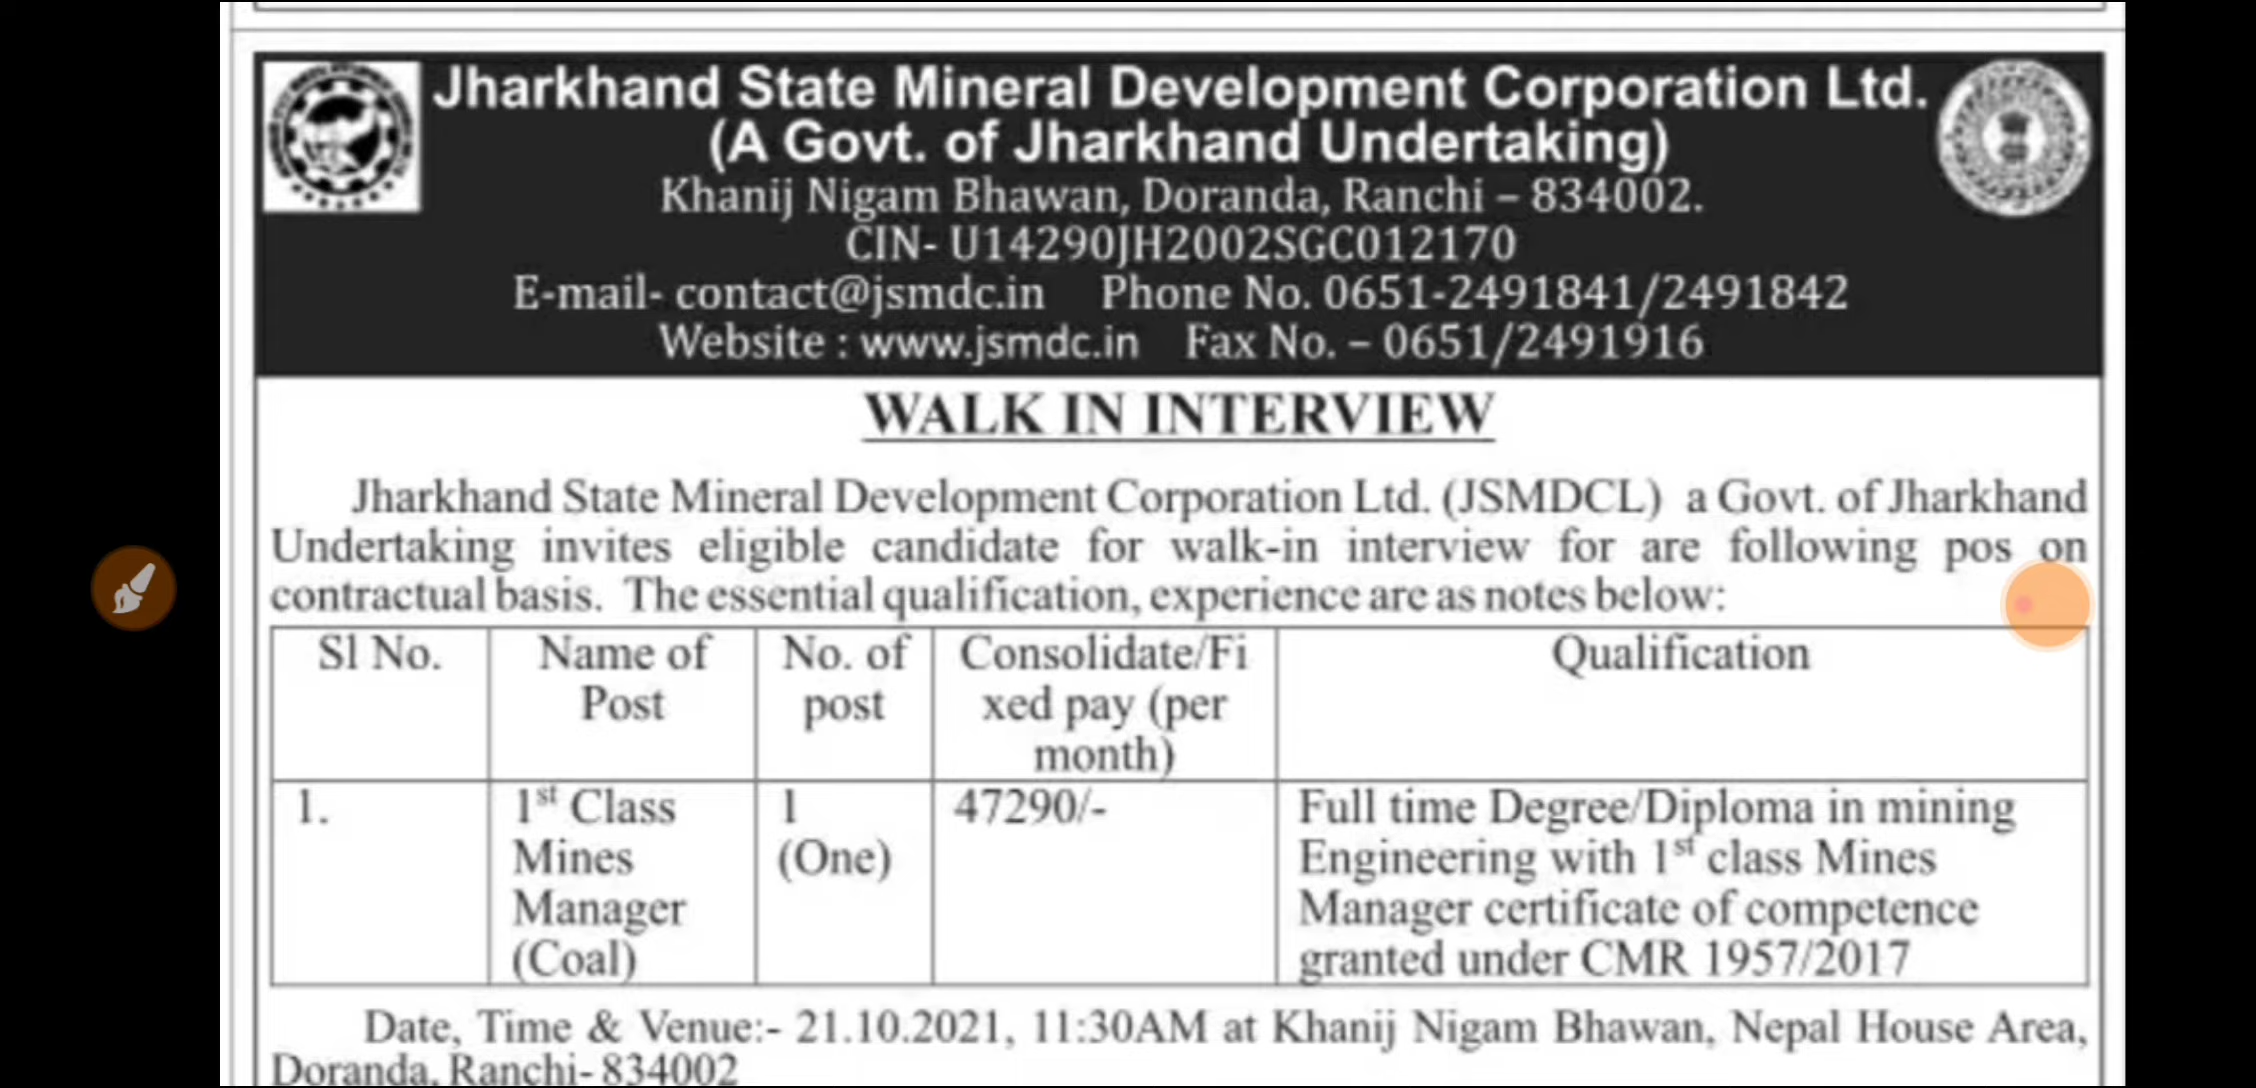 Jharkhand State Mineral Development Corporation Ltd.
(A Govt. of Jharkhand Undertaking)
Khanij Nigam Bhawan, Doranda, Ranchi – 834002.
CIN- U14290JH2002SGC012170
E-mail- contact@jsmdc.in Phone No. 0651-2491841/2491842
Website : www.jsmdc.in Fax No. – 0651/2491916
WALK IN INTERVIEW
Jharkhand State Mineral Development Corporation Ltd. (JSMDCL) a Govt. of Jharkhand
Undertaking invites eligible candidate for walk-in interview for are following pos on
contractual basis. The essential qualification, experience are as notes below:
Sl No. Name of Post No. of post Consolidate/Fi xed pay (per month) Qualification
1. 1st Class Mines Manager (Coal) 1 (One) 47290/- Full time Degree/Diploma in mining
Engineering with 1st class Mines
Manager certificate of competence
granted under CMR 1957/2017
Date, Time & Venue:- 21.10.2021, 11:30AM at Khanij Nigam Bhawan, Nepal House Area,
Doranda, Ranchi- 834002